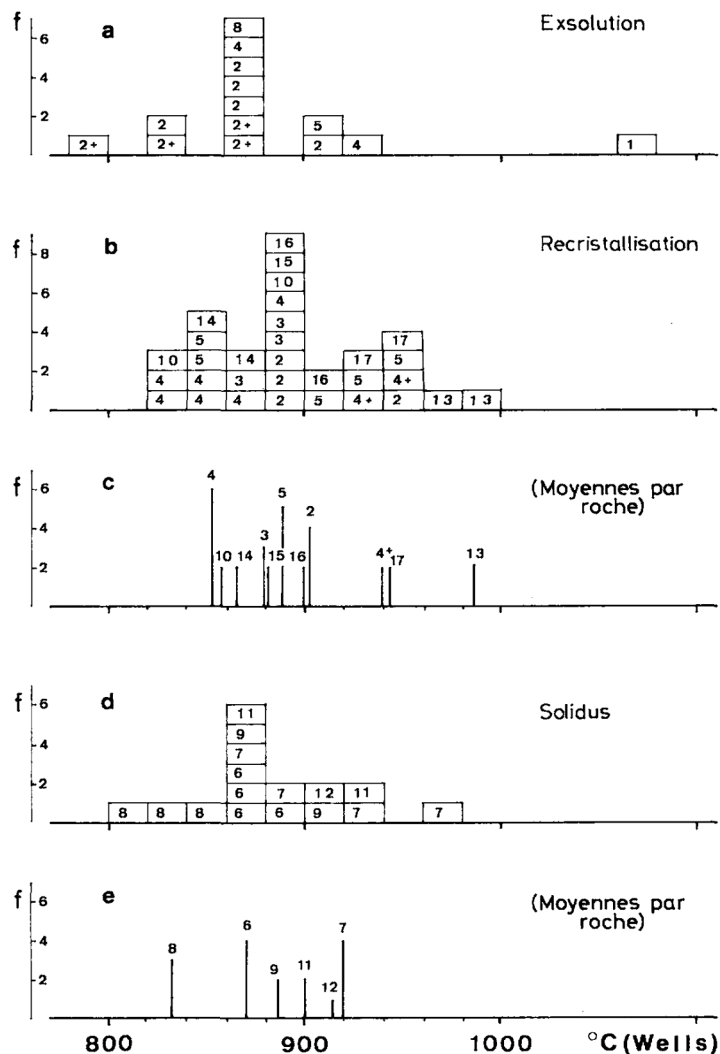 f a Exsolution
6
4
2
8
4
2
2
2
2 2+ 5
2+ 2+ 2+ 2 4 1
f b Recristallisation
8
6
4
2
16
15
10
4
14 3
5 3 17
10 5 14 2 17 5
4 4 3 2 16 5 4+
4 4 4 2 5 4+ 2 13 13
f c (Moyennes par
roche)
6
4
2
4 5 2
3
10 14 15 16 4+ 17 13
f d Solidus
6
4
2
11
9
7
6
6 7 12 11
8 8 8 6 6 9 7 7
f e (Moyennes par
roche)
6
4
2
6 7
8 9 11 12
800 900 1000 °C (Wells)